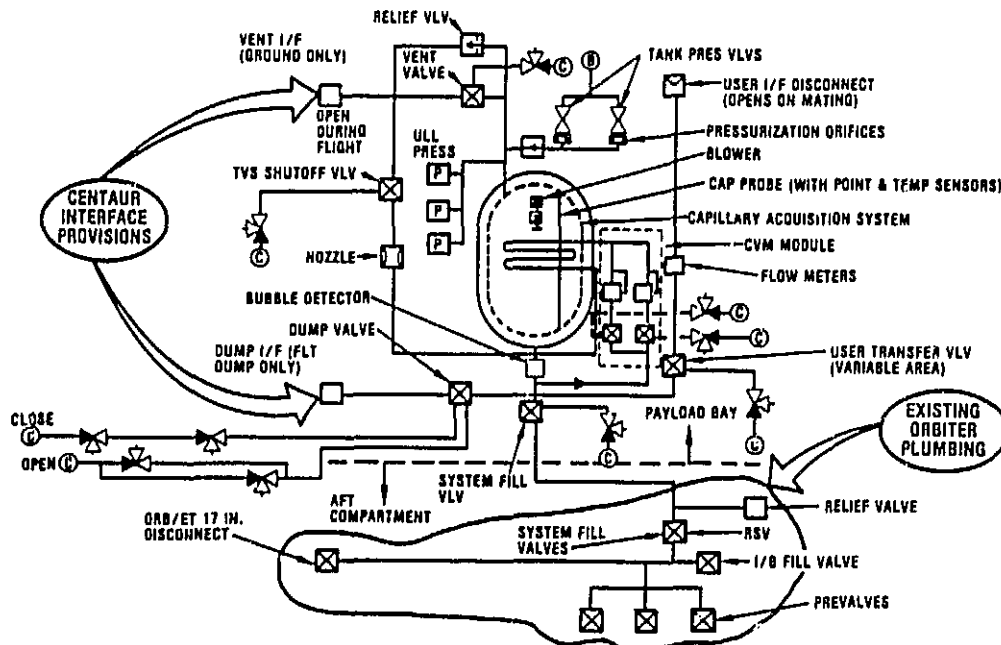 RELIEF VLV
VENT I/F
(GROUND ONLY)
VENT
VALVE
C
B
TANK PRES VLVS
USER I/F DISCONNECT
(OPENS ON MATING)
OPEN
DURING
FLIGHT
ULL
PRESS
PRESSURIZATION ORIFICES
BLOWER
P
TVS SHUTOFF VLV
CAP PROBE (WITH POINT & TEMP SENSORS)
CENTAUR
INTERFACE
PROVISIONS
P
CAPILLARY ACQUISITION SYSTEM
P
CVM MODULE
C
NOZZLE
FLOW METERS
BUBBLE DETECTOR
C
DUMP VALVE
C
DUMP I/F (FLT
DUMP ONLY)
USER TRANSFER VLV
(VARIABLE AREA)
CLOSE
C
PAYLOAD BAY
EXISTING
ORBITER
PLUMBING
OPEN
C
C
G
SYSTEM FILL
VLV
AFT
COMPARTMENT
RELIEF VALVE
ORB/ET 17 IN.
DISCONNECT
SYSTEM FILL
VALVES
RSV
I/B FILL VALVE
PREVALVES